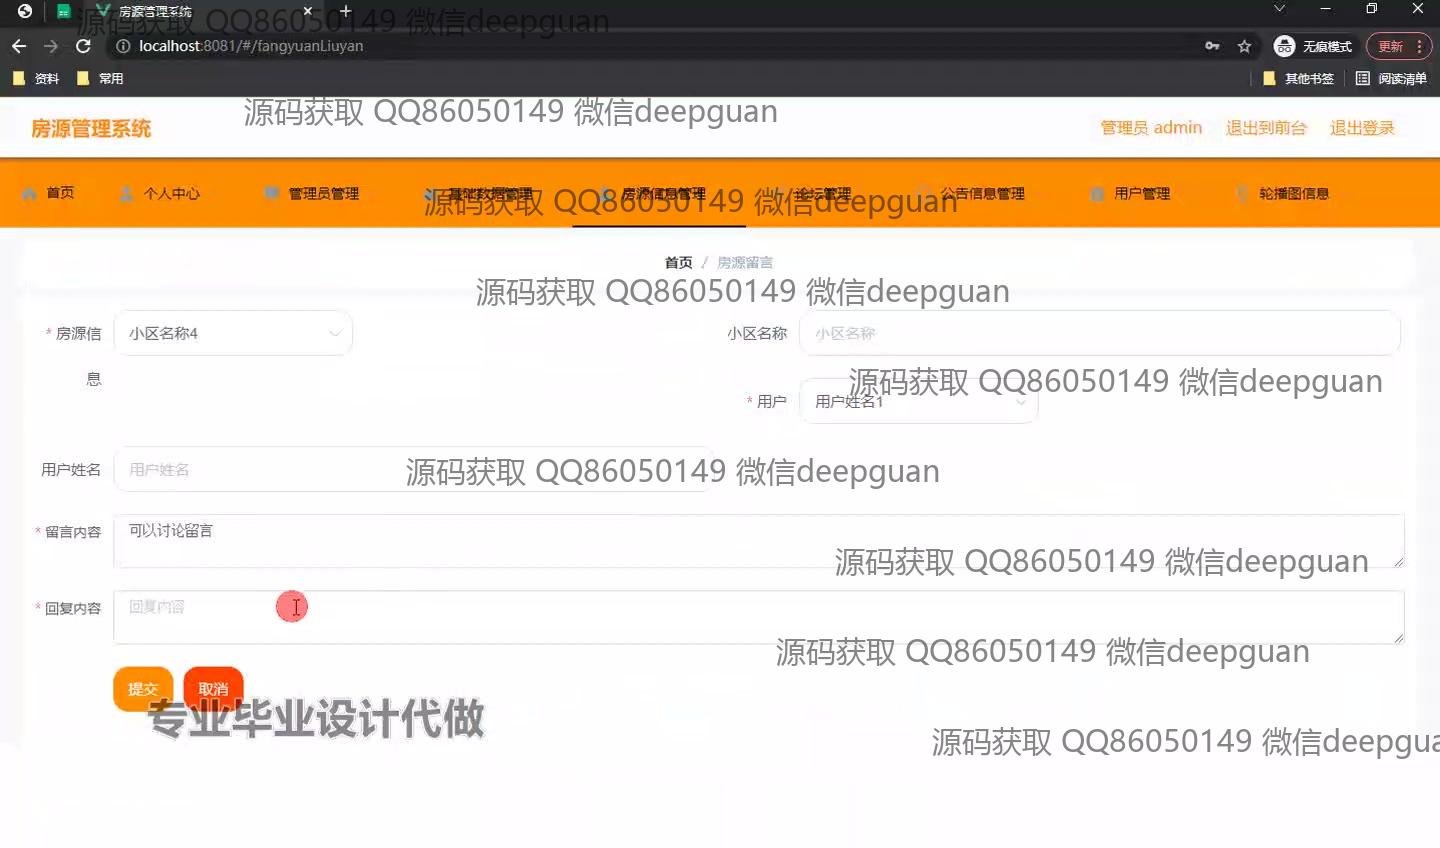 房源管理系统
源码获取 QQ86050149 微信deepguan
localhost:8081/#/fangyuanLiuyan
无痕模式
更新
资料
常用
其他书签
阅读清单
房源管理系统
源码获取 QQ86050149 微信deepguan
管理员 admin
退出到前台
退出登录
首页
个人中心
管理员管理
基础数据管理
房源信息管理
论坛管理
公告信息管理
用户管理
轮播图信息
源码获取 QQ86050149 微信deepguan
首页 / 房源留言
源码获取 QQ86050149 微信deepguan
* 房源信息
小区名称4
小区名称
小区名称
源码获取 QQ86050149 微信deepguan
* 用户
用户姓名1
用户姓名
用户姓名
源码获取 QQ86050149 微信deepguan
* 留言内容
可以讨论留言
源码获取 QQ86050149 微信deepguan
* 回复内容
回复内容
源码获取 QQ86050149 微信deepguan
提交
取消
专业毕业设计代做
源码获取 QQ86050149 微信deepgua